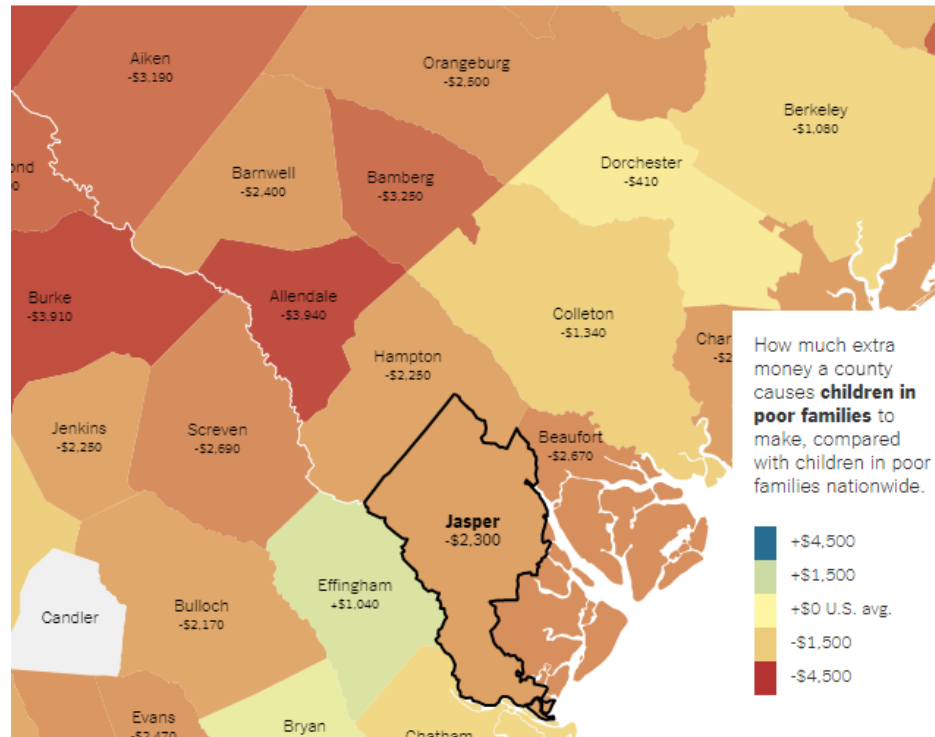 Aiken
-$3,190
Orangeburg
-$2,500
Berkeley
-$1,080
Barnwell
-$2,400
Bamberg
-$3,250
Dorchester
-$410
Burke
-$3,910
Allendale
-$3,940
Colleton
-$1,340
Hampton
-$2,250
Jenkins
-$2,250
Screven
-$2,690
Beaufort
-$2,670
Jasper
-$2,300
Effingham
+$1,040
Candler
Bulloch
-$2,170
Evans
-$2,470
Bryan
Chatham
How much extra
money a county
causes children in
poor families to
make, compared
with children in poor
families nationwide.
+$4,500
+$1,500
+$0 U.S. avg.
-$1,500
-$4,500